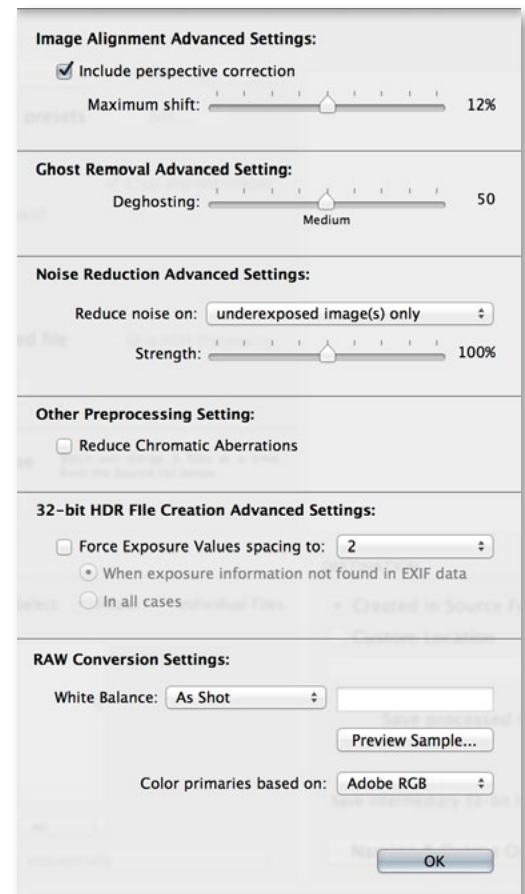 Image Alignment Advanced Settings:
Include perspective correction
Maximum shift: 12%
Ghost Removal Advanced Setting:
Deghosting: 50
Medium
Noise Reduction Advanced Settings:
Reduce noise on: underexposed image(s) only
Strength: 100%
Other Preprocessing Setting:
Reduce Chromatic Aberrations
32-bit HDR FIle Creation Advanced Settings:
Force Exposure Values spacing to: 2
When exposure information not found in EXIF data
In all cases
RAW Conversion Settings:
White Balance: As Shot
Preview Sample...
Color primaries based on: Adobe RGB
OK